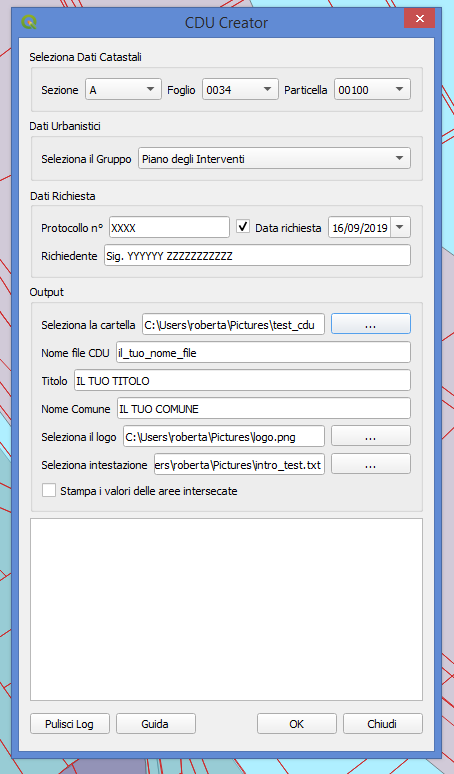 CDU Creator
Seleziona Dati Catastali
Sezione A Foglio 0034 Particella 00100
Dati Urbanistici
Seleziona il Gruppo Piano degli Interventi
Dati Richiesta
Protocollo n° XXXX Data richiesta 16/09/2019
Richiedente Sig. YYYYYY ZZZZZZZZZZZ
Output
Seleziona la cartella C:\Users\roberta\Pictures\test_cdu ...
Nome file CDU il_tuo_nome_file
Titolo IL TUO TITOLO
Nome Comune IL TUO COMUNE
Seleziona il logo C:\Users\roberta\Pictures\logo.png ...
Seleziona intestazione ers\roberta\Pictures\intro_test.txt ...
Stampa i valori delle aree intersecate
Pulisci Log Guida OK Chiudi